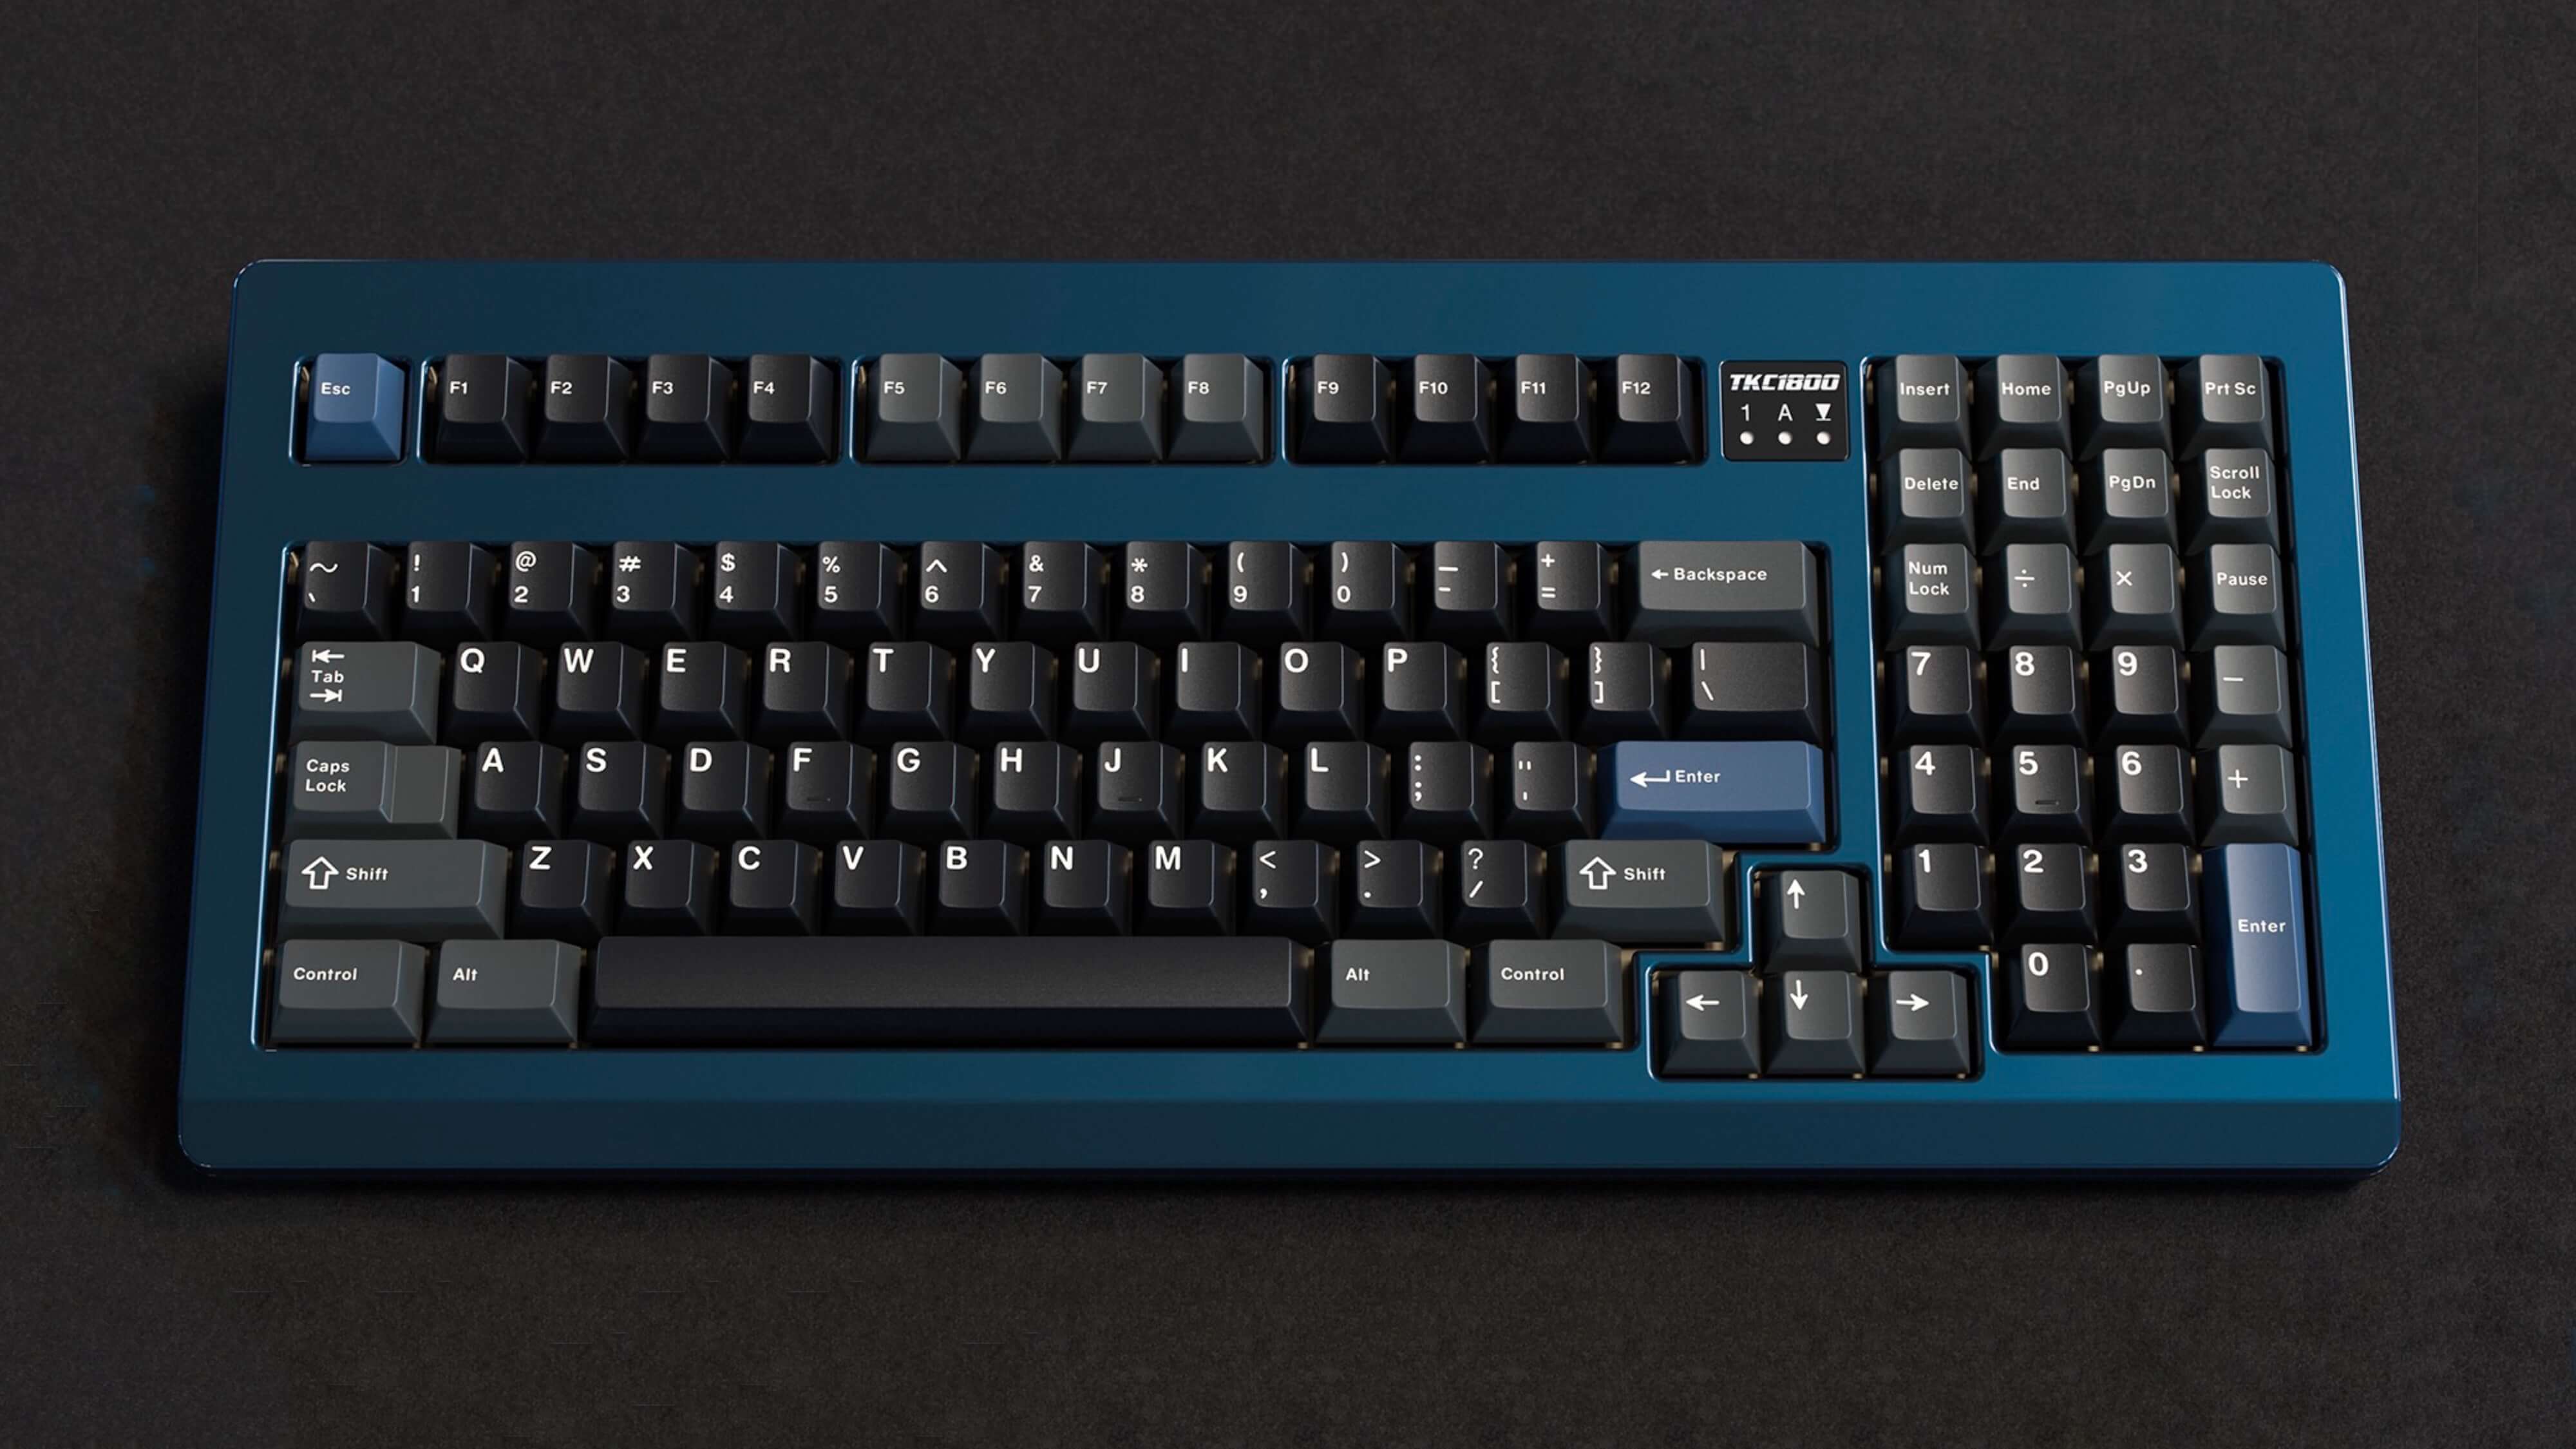 Esc F1 F2 F3 F4 F5 F6 F7 F8 F9 F10 F11 F12
TKC1800
1 A
Insert Home PgUp Prt Sc
Delete End PgDn Scroll Lock
~ ! @ # $ % ^ & * ( ) — +
` 1 2 3 4 5 6 7 8 9 0 - =
← Backspace
Num Lock ÷ × Pause
Tab Q W E R T Y U I O P { [ } ] | \
7 8 9 −
Caps Lock A S D F G H J K L : ; " ' Enter
4 5 6 +
Shift Z X C V B N M < , > . ? / Shift
↑
1 2 3 Enter
Control Alt Alt Control
← ↓ →
0 .